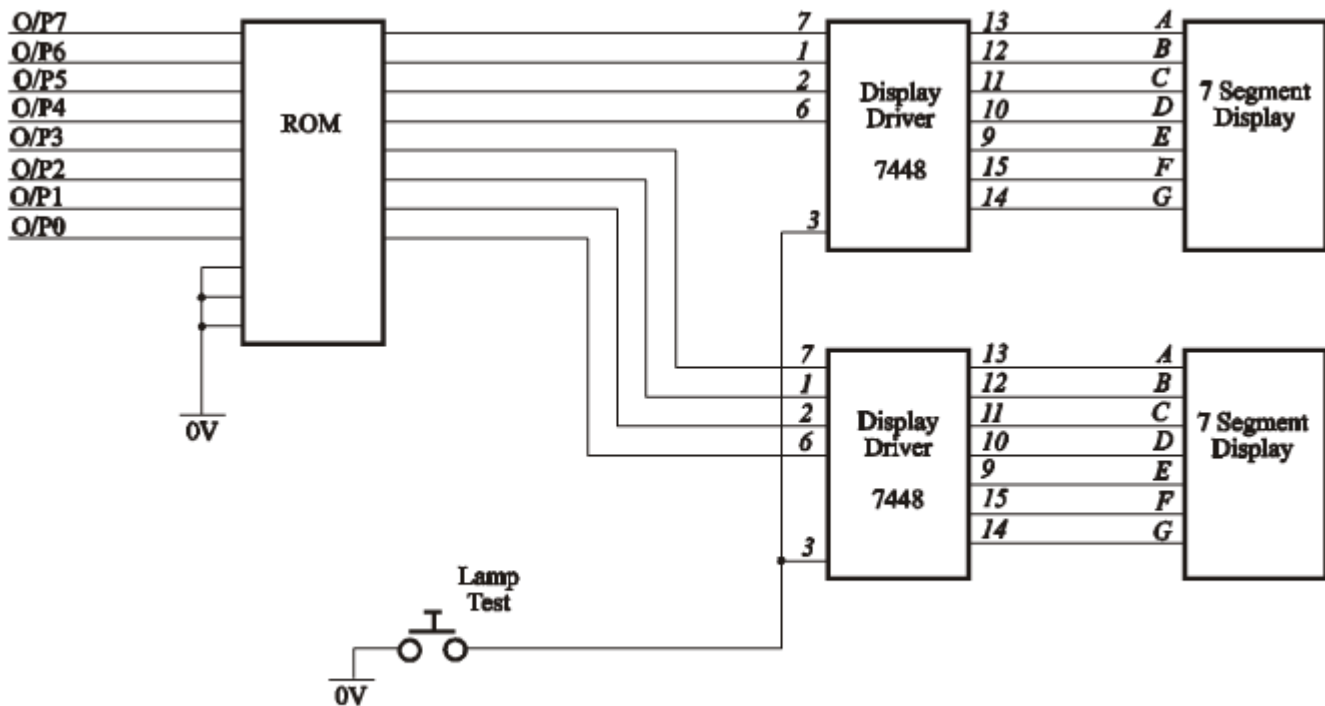 O/P7
O/P6
O/P5
O/P4
O/P3
O/P2
O/P1
O/P0
ROM
0V
7
1
2
6
3
Display
Driver
7448
13
12
11
10
9
15
14
A
B
C
D
E
F
G
7 Segment
Display
7
1
2
6
3
Display
Driver
7448
13
12
11
10
9
15
14
A
B
C
D
E
F
G
7 Segment
Display
Lamp
Test
0V